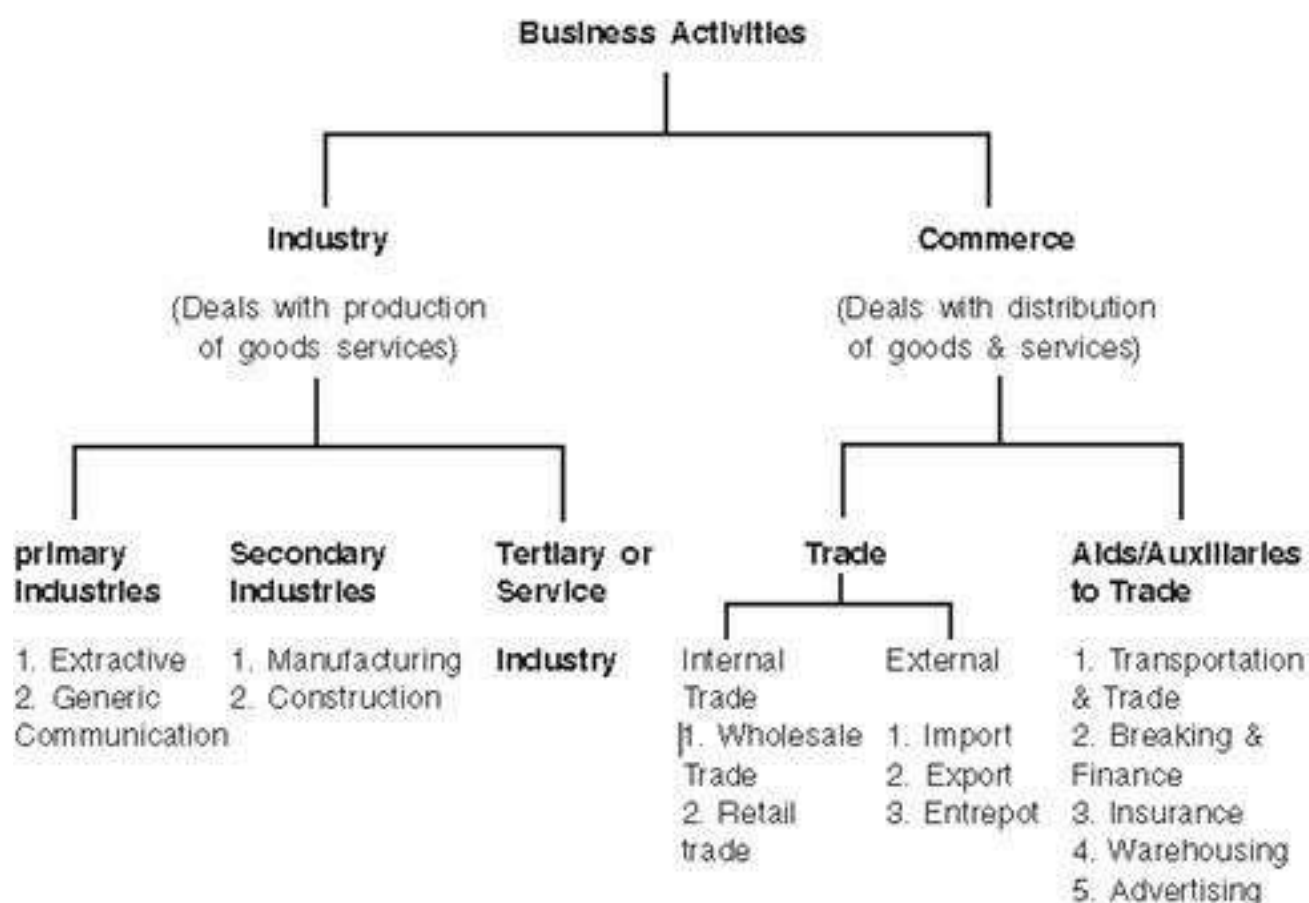 Business Activities
Industry
(Deals with production
of goods services)
Commerce
(Deals with distribution
of goods & services)
primary
Industries
1. Extractive
2. Generic
Communication
Secondary
Industries
1. Manufacturing
2. Construction
Tertiary or
Service
Industry
Trade
Internal
Trade
1. Wholesale
Trade
2. Retail
trade
External
1. Import
2. Export
3. Entrepot
Aids/Auxiliaries
to Trade
1. Transportation
& Trade
2. Breaking &
Finance
3. Insurance
4. Warehousing
5. Advertising